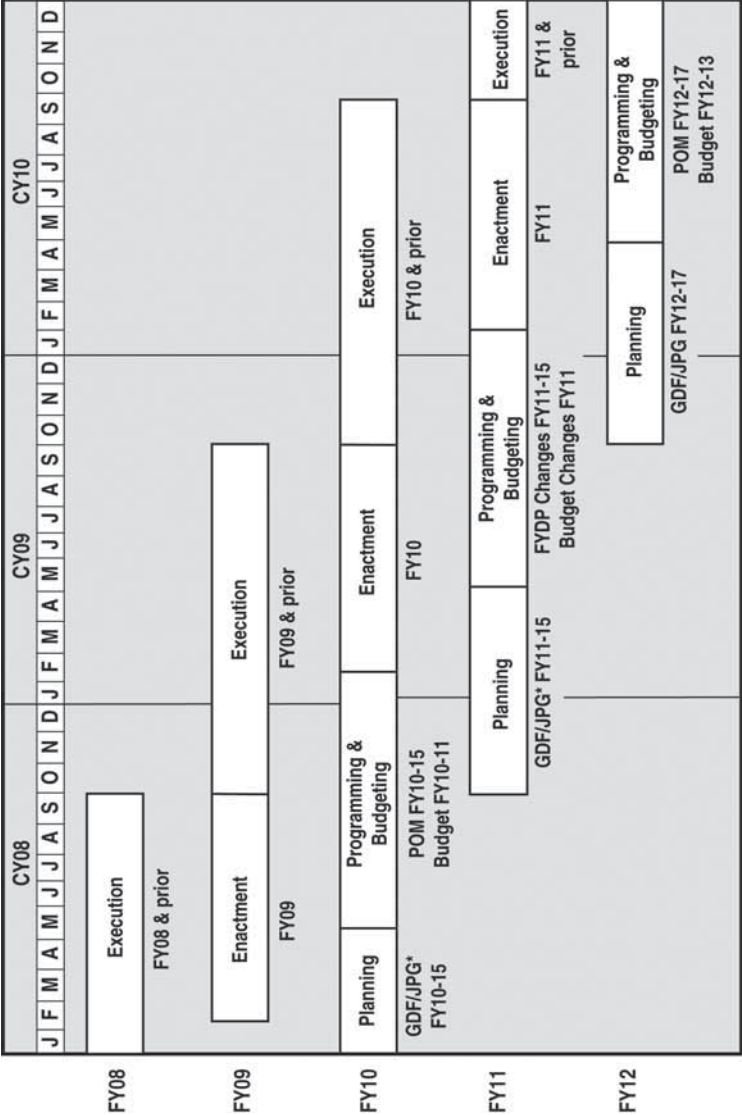 CY08
CY09
CY10
J F M A M J J A S O N D J F M A M J J A S O N D J F M A M J J A S O N D
FY08
Execution
FY08 & prior
FY09
Enactment
Execution
FY09
FY09 & prior
FY10
Planning
Programming &
Budgeting
Enactment
Execution
GDF/JPG*
FY10-15
POM FY10-15
Budget FY10-11
FY10
FY10 & prior
FY11
Planning
Programming &
Budgeting
Enactment
Execution
GDF/JPG* FY11-15
FYDP Changes FY11-15
Budget Changes FY11
FY11
FY11 &
prior
FY12
Planning
Programming &
Budgeting
GDF/JPG FY12-17
POM FY12-17
Budget FY12-13